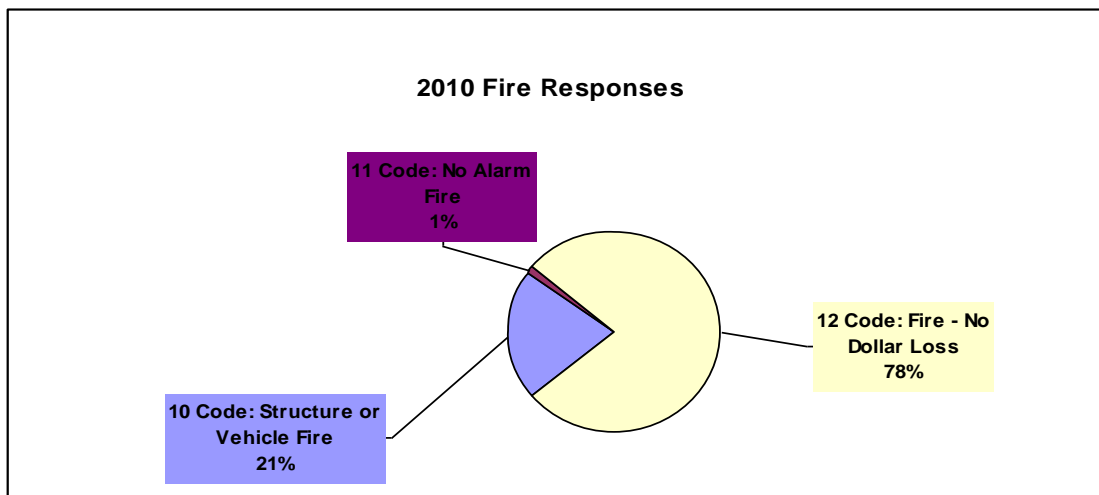 2010 Fire Responses
11 Code: No Alarm
Fire
1%
12 Code: Fire - No
Dollar Loss
78%
10 Code: Structure or
Vehicle Fire
21%